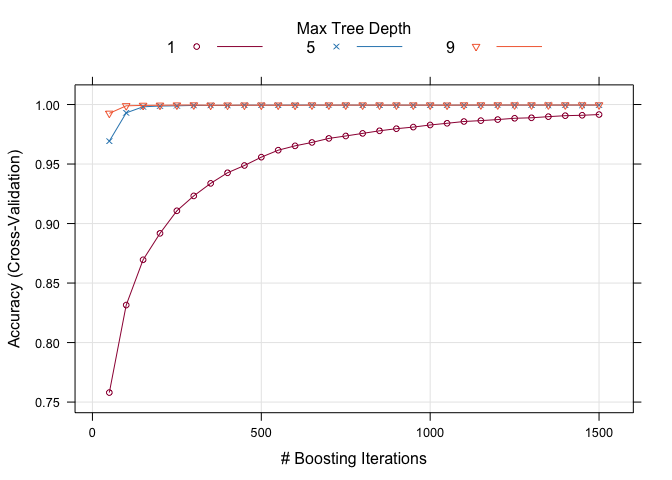 Max Tree Depth
1 5 9
1.00
0.95
0.90
0.85
0.80
0.75
Accuracy (Cross-Validation)
0 500 1000 1500
# Boosting Iterations